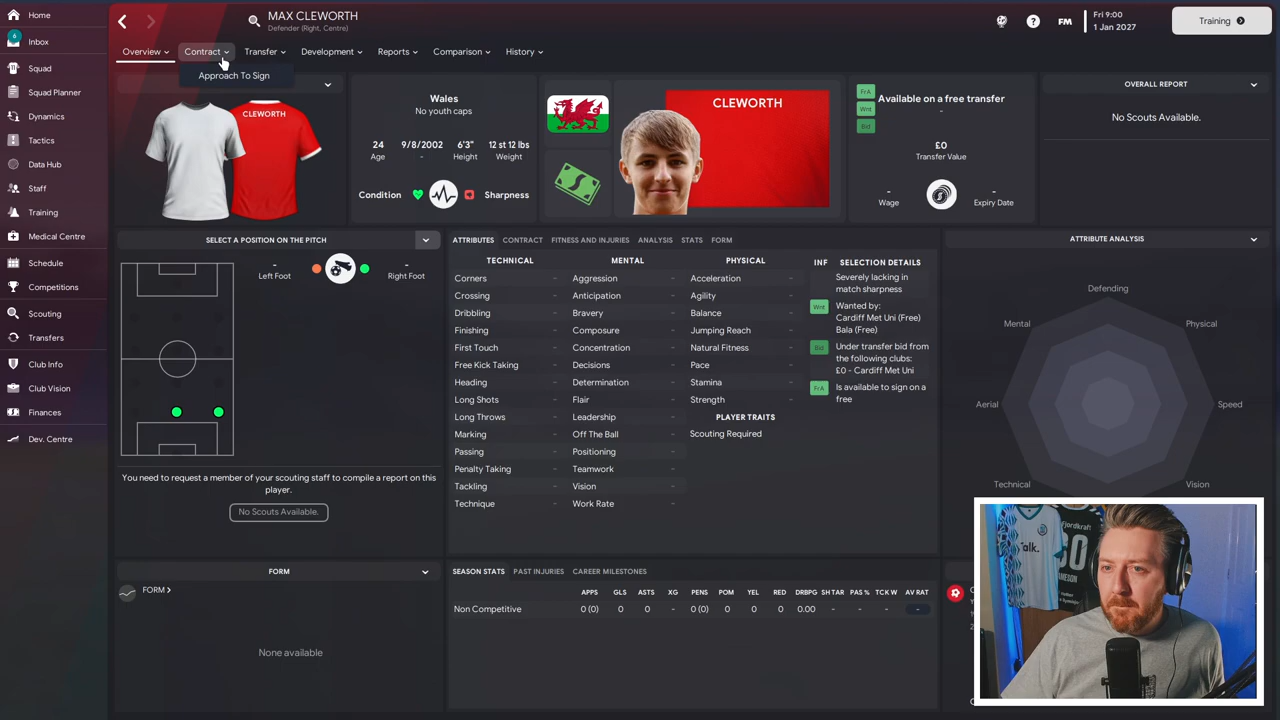 Home
6
Inbox
Squad
Squad Planner
Dynamics
Tactics
Data Hub
Staff
Training
Medical Centre
Schedule
Competitions
Scouting
Transfers
Club Info
Club Vision
Finances
Dev. Centre
MAX CLEWORTH
Defender (Right, Centre)
FM
Fri 9:00
1 Jan 2027
Training
Overview
Contract
Transfer
Development
Reports
Comparison
History
Approach To Sign
CLEWORTH
Wales
No youth caps
24
9/8/2002
6'3"
12 st 12 lbs
Age
-
Height
Weight
Condition
Sharpness
CLEWORTH
FrA
Wnt
Bid
Available on a free transfer
-
£0
Transfer Value
-
-
Wage
Expiry Date
OVERALL REPORT
No Scouts Available.
SELECT A POSITION ON THE PITCH
-
-
Left Foot
Right Foot
You need to request a member of your scouting staff to compile a report on this
player.
No Scouts Available.
ATTRIBUTES CONTRACT FITNESS AND INJURIES ANALYSIS STATS FORM
TECHNICAL
Corners -
Crossing -
Dribbling -
Finishing -
First Touch -
Free Kick Taking -
Heading -
Long Shots -
Long Throws -
Marking -
Passing -
Penalty Taking -
Tackling -
Technique -
MENTAL
Aggression -
Anticipation -
Bravery -
Composure -
Concentration -
Decisions -
Determination -
Flair -
Leadership -
Off The Ball -
Positioning -
Teamwork -
Vision -
Work Rate -
PHYSICAL
Acceleration -
Agility -
Balance -
Jumping Reach -
Natural Fitness -
Pace -
Stamina -
Strength -
PLAYER TRAITS
Scouting Required
INF SELECTION DETAILS
Severely lacking in
match sharpness
Wnt
Wanted by:
Cardiff Met Uni (Free)
Bala (Free)
Bid
Under transfer bid from
the following clubs:
£0 - Cardiff Met Uni
FrA
Is available to sign on a
free
ATTRIBUTE ANALYSIS
Defending
Mental
Physical
Aerial
Speed
Technical
Vision
FORM
FORM
None available
SEASON STATS PAST INJURIES CAREER MILESTONES
APPS GLS ASTS XG PENS POM YEL RED DRBPG SH TAR PAS % TCK W AV RAT
Non Competitive 0 (0) 0 0 - 0 (0) 0 0 0 0.00 - - - -
Talk.
Fjordkraft
30
JAMESON